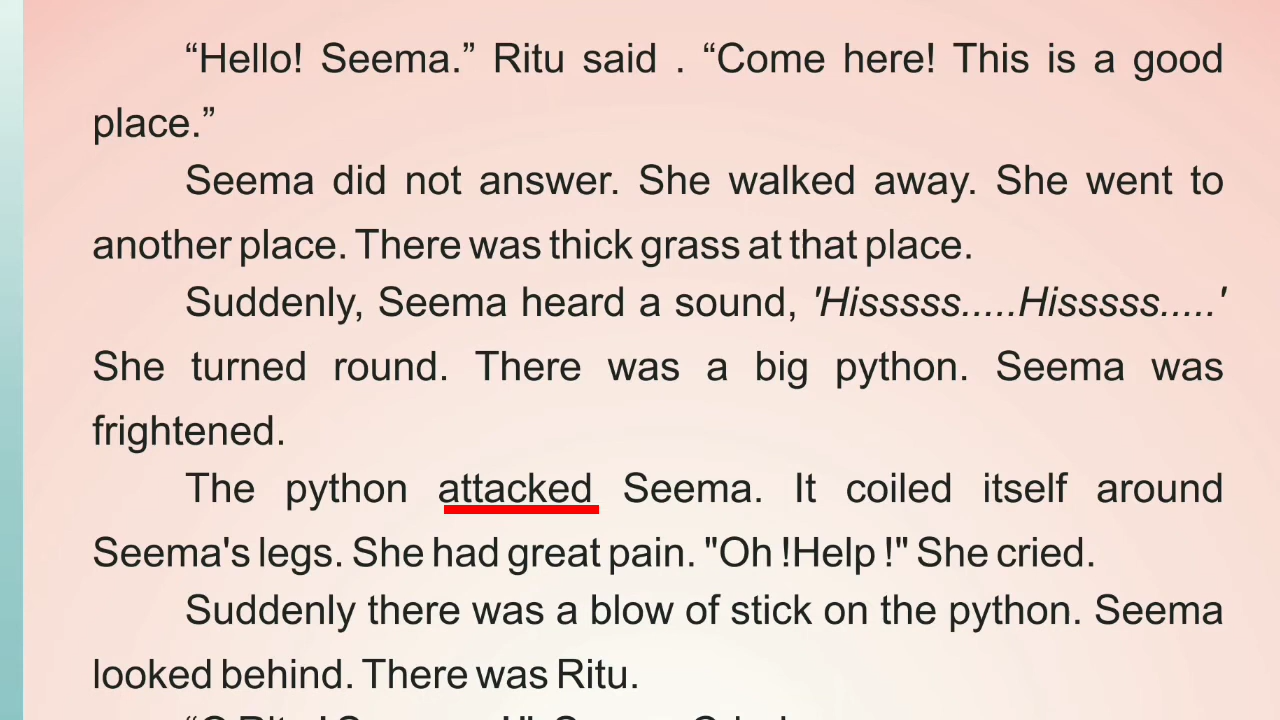 “Hello! Seema.” Ritu said . “Come here! This is a good
place.”
Seema did not answer. She walked away. She went to
another place. There was thick grass at that place.
Suddenly, Seema heard a sound, 'Hisssss.....Hisssss.....'
She turned round. There was a big python. Seema was
frightened.
The python attacked Seema. It coiled itself around
Seema's legs. She had great pain. "Oh !Help !" She cried.
Suddenly there was a blow of stick on the python. Seema
looked behind. There was Ritu.